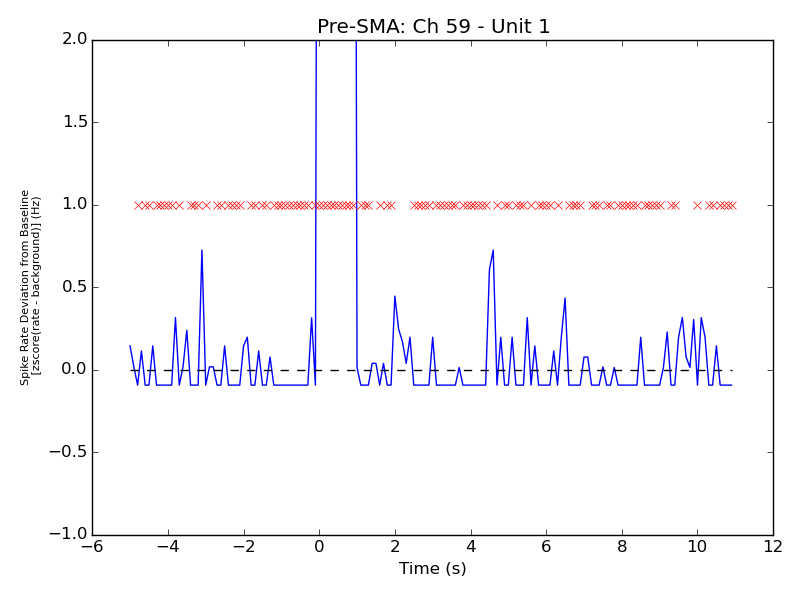 Pre-SMA: Ch 59 - Unit 1
2.0
1.5
1.0
0.5
0.0
−0.5
−1.0
Spike Rate Deviation from Baseline
[zscore(rate - background)] (Hz)
−6 −4 −2 0 2 4 6 8 10 12
Time (s)